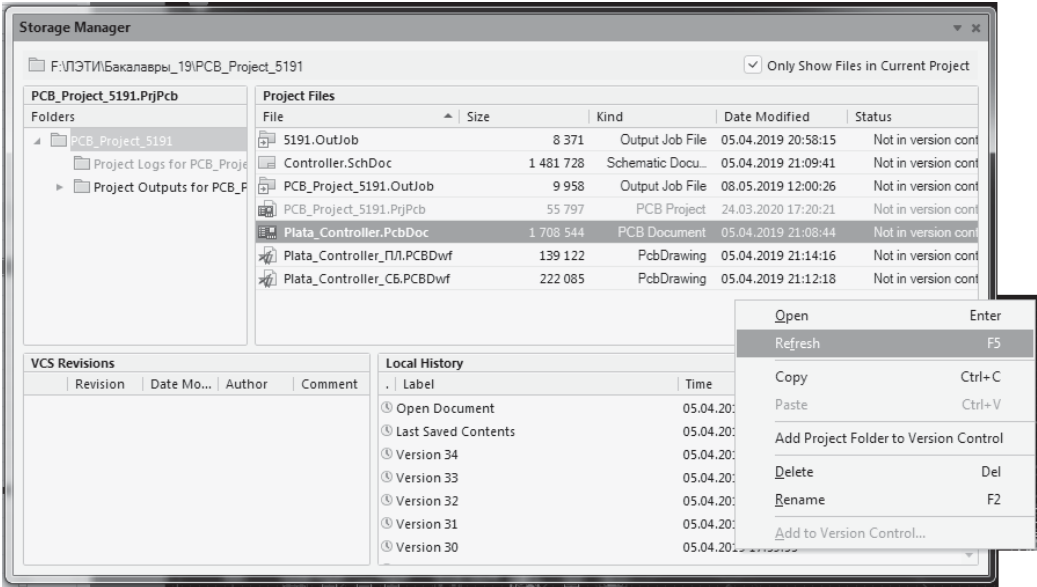 Storage Manager
F:\ЛЭТИ\Бакалавры_19\PCB_Project_5191
Only Show Files in Current Project
PCB_Project_5191.PrjPcb
Project Files
Folders
File Size Kind Date Modified Status
PCB_Project_5191
5191.OutJob 8 371 Output Job File 05.04.2019 20:58:15 Not in version cont
Project Logs for PCB_Proje
Controller.SchDoc 1 481 728 Schematic Docu... 05.04.2019 21:09:41 Not in version cont
Project Outputs for PCB_P
PCB_Project_5191.OutJob 9 958 Output Job File 08.05.2019 12:00:26 Not in version cont
PCB_Project_5191.PrjPcb 55 797 PCB Project 24.03.2020 17:20:21 Not in version cont
Plata_Controller.PcbDoc 1 708 544 PCB Document 05.04.2019 21:08:44 Not in version cont
Plata_Controller_ПЛ.PCBDwf 139 122 PcbDrawing 05.04.2019 21:14:16 Not in version cont
Plata_Controller_СБ.PCBDwf 222 085 PcbDrawing 05.04.2019 21:12:18 Not in version cont
Open Enter
Refresh F5
Copy Ctrl+C
Paste Ctrl+V
Add Project Folder to Version Control
Delete Del
Rename F2
Add to Version Control...
VCS Revisions
Revision Date Mo... Author Comment
Local History
. Label Time
Open Document 05.04.201
Last Saved Contents 05.04.201
Version 34 05.04.201
Version 33 05.04.201
Version 32 05.04.201
Version 31 05.04.201
Version 30